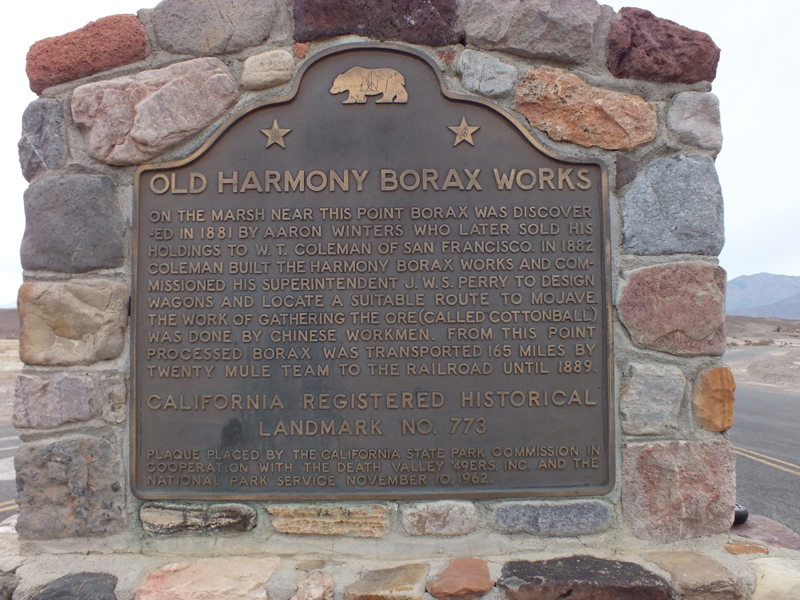 OLD HARMONY BORAX WORKS
ON THE MARSH NEAR THIS POINT BORAX WAS DISCOVER
-ED IN 1881 BY AARON WINTERS WHO LATER SOLD HIS
HOLDINGS TO W. T. COLEMAN OF SAN FRANCISCO. IN 1882
COLEMAN BUILT THE HARMONY BORAX WORKS AND COM-
MISSIONED HIS SUPERINTENDENT J. W. S. PERRY TO DESIGN
WAGONS AND LOCATE A SUITABLE ROUTE TO MOJAVE.
THE WORK OF GATHERING THE ORE (CALLED "COTTONBALL")
WAS DONE BY CHINESE WORKMEN. FROM THIS POINT
PROCESSED BORAX WAS TRANSPORTED 165 MILES BY
TWENTY MULE TEAM TO THE RAILROAD UNTIL 1889.
CALIFORNIA REGISTERED HISTORICAL
LANDMARK NO. 773
PLAQUE PLACED BY THE CALIFORNIA STATE PARK COMMISSION IN
COOPERATION WITH THE DEATH VALLEY '49ERS, INC. AND THE
NATIONAL PARK SERVICE, NOVEMBER 10, 1962.